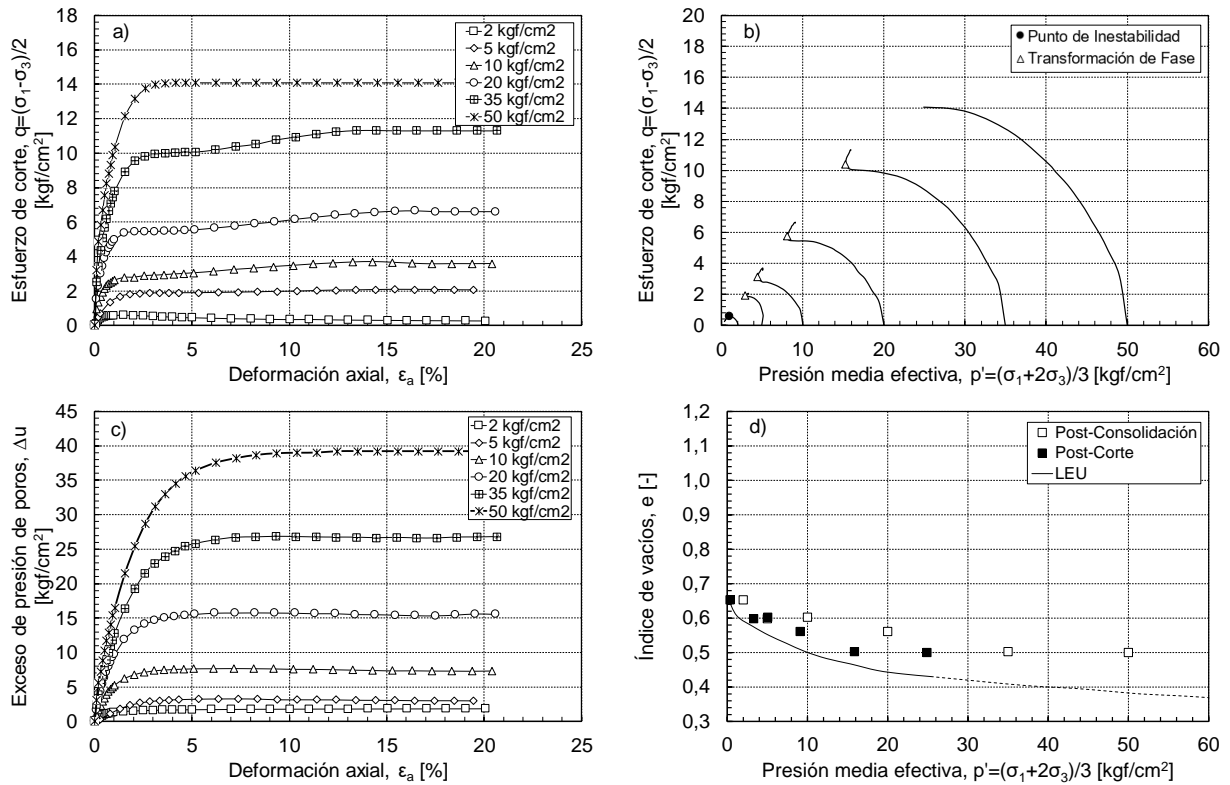 a)
Esfuerzo de corte, q=(σ1-σ3)/2
[kgf/cm²]
18
16
14
12
10
8
6
4
2
0
2 kgf/cm2
5 kgf/cm2
10 kgf/cm2
20 kgf/cm2
35 kgf/cm2
50 kgf/cm2
0 5 10 15 20 25
Deformación axial, εa [%]
b)
Esfuerzo de corte, q=(σ1-σ3)/2
[kgf/cm²]
18
16
14
12
10
8
6
4
2
0
Punto de Inestabilidad
Transformación de Fase
0 10 20 30 40 50 60
Presión media efectiva, p'=(σ1+2σ3)/3 [kgf/cm²]
c)
Exceso de presión de poros, Δu
[kgf/cm²]
45
40
35
30
25
20
15
10
5
0
2 kgf/cm2
5 kgf/cm2
10 kgf/cm2
20 kgf/cm2
35 kgf/cm2
50 kgf/cm2
0 5 10 15 20 25
Deformación axial, εa [%]
d)
Índice de vacíos, e [-]
1,2
1,1
1,0
0,9
0,8
0,7
0,6
0,5
0,4
0,3
Post-Consolidación
Post-Corte
LEU
0 10 20 30 40 50 60
Presión media efectiva, p'=(σ1+2σ3)/3 [kgf/cm²]